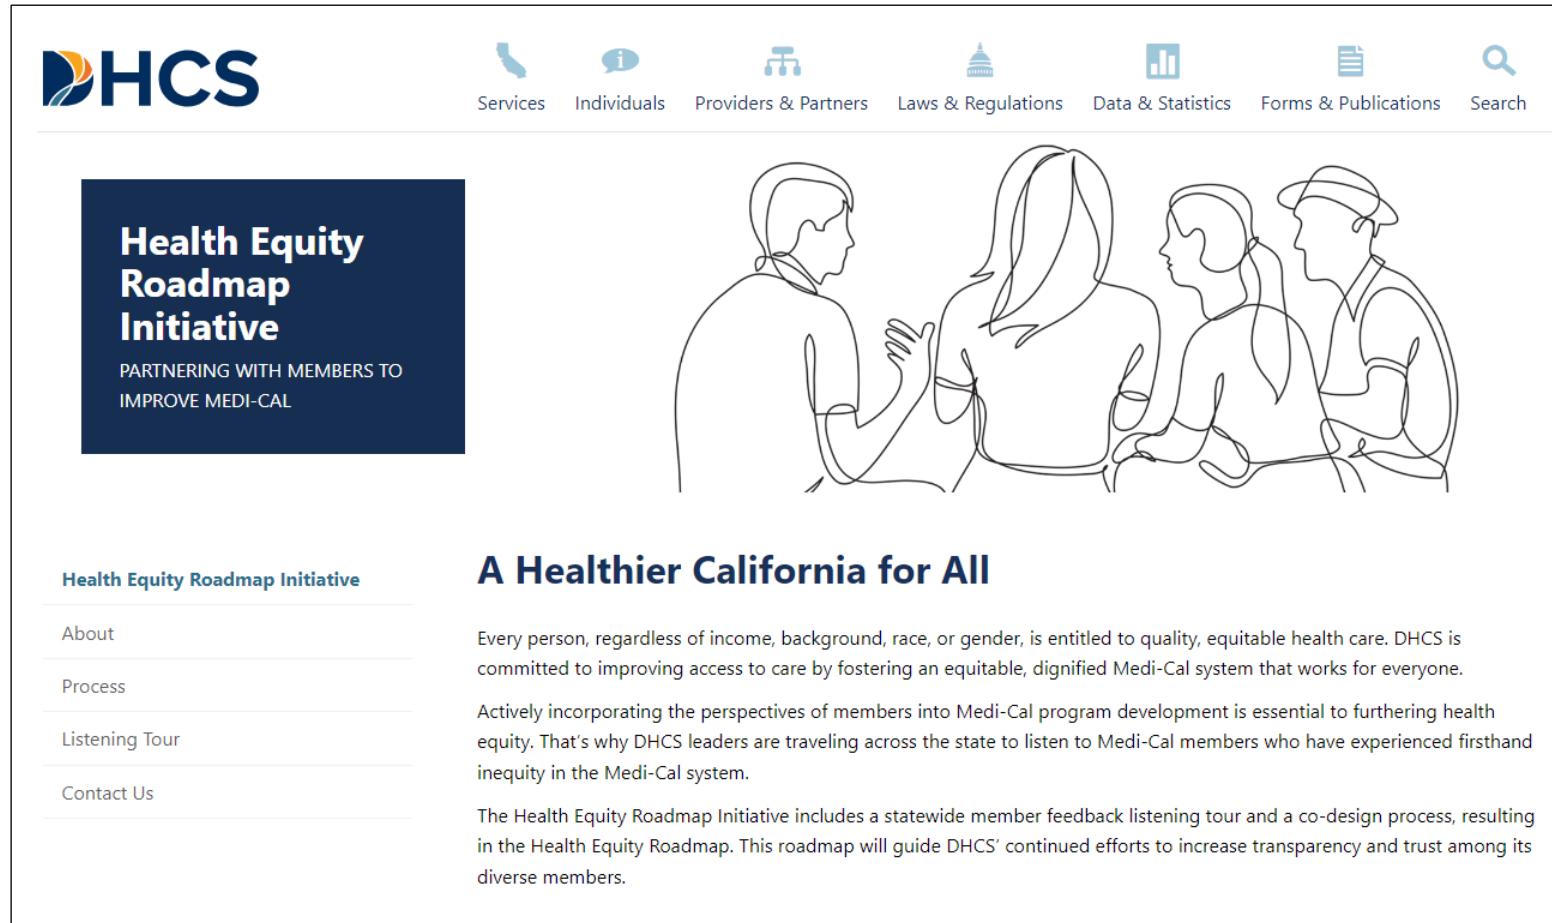 DHCS
Services Individuals Providers & Partners Laws & Regulations Data & Statistics Forms & Publications Search
Health Equity
Roadmap
Initiative
PARTNERING WITH MEMBERS TO
IMPROVE MEDI-CAL
Health Equity Roadmap Initiative
About
Process
Listening Tour
Contact Us
A Healthier California for All
Every person, regardless of income, background, race, or gender, is entitled to quality, equitable health care. DHCS is
committed to improving access to care by fostering an equitable, dignified Medi-Cal system that works for everyone.
Actively incorporating the perspectives of members into Medi-Cal program development is essential to furthering health
equity. That's why DHCS leaders are traveling across the state to listen to Medi-Cal members who have experienced firsthand
inequity in the Medi-Cal system.
The Health Equity Roadmap Initiative includes a statewide member feedback listening tour and a co-design process, resulting
in the Health Equity Roadmap. This roadmap will guide DHCS' continued efforts to increase transparency and trust among its
diverse members.